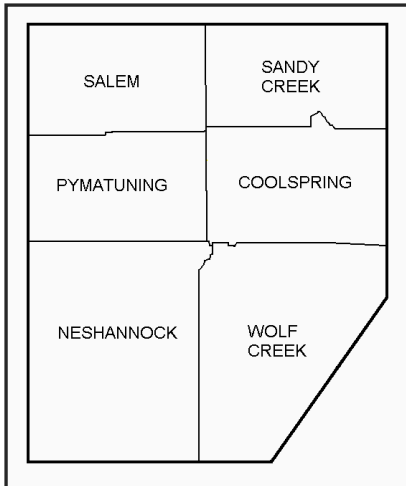 SALEM
SANDY
CREEK
PYMATUNING
COOLSPRING
NESHANNOCK
WOLF
CREEK